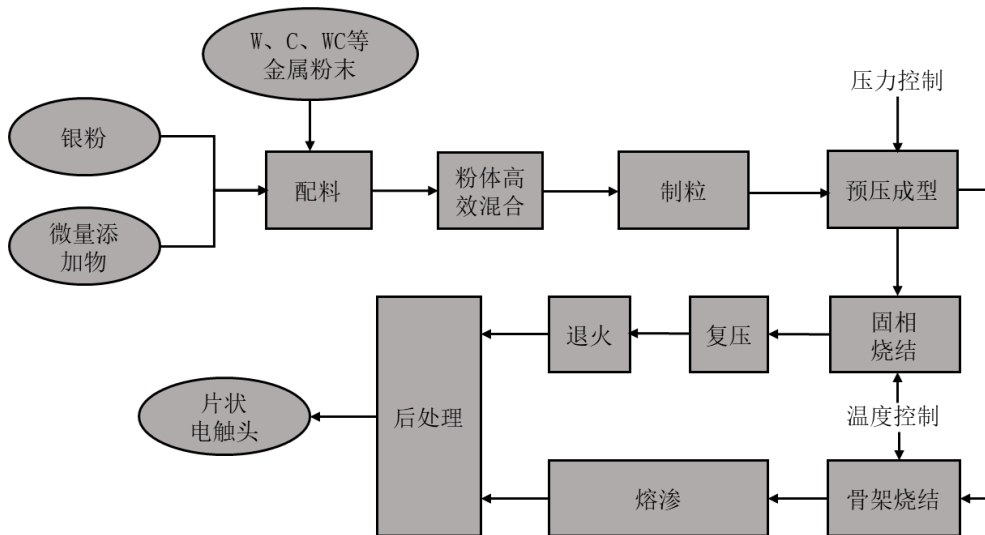 W、C、WC等
金属粉末
压力控制
银粉
配料
粉体高
效混合
制粒
预压成型
微量添
加物
退火
复压
固相
烧结
片状
电触头
后处理
温度控制
熔渗
骨架烧结